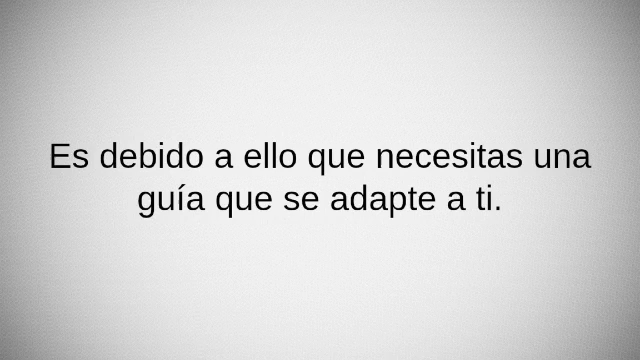 Es debido a ello que necesitas una
guía que se adapte a ti.